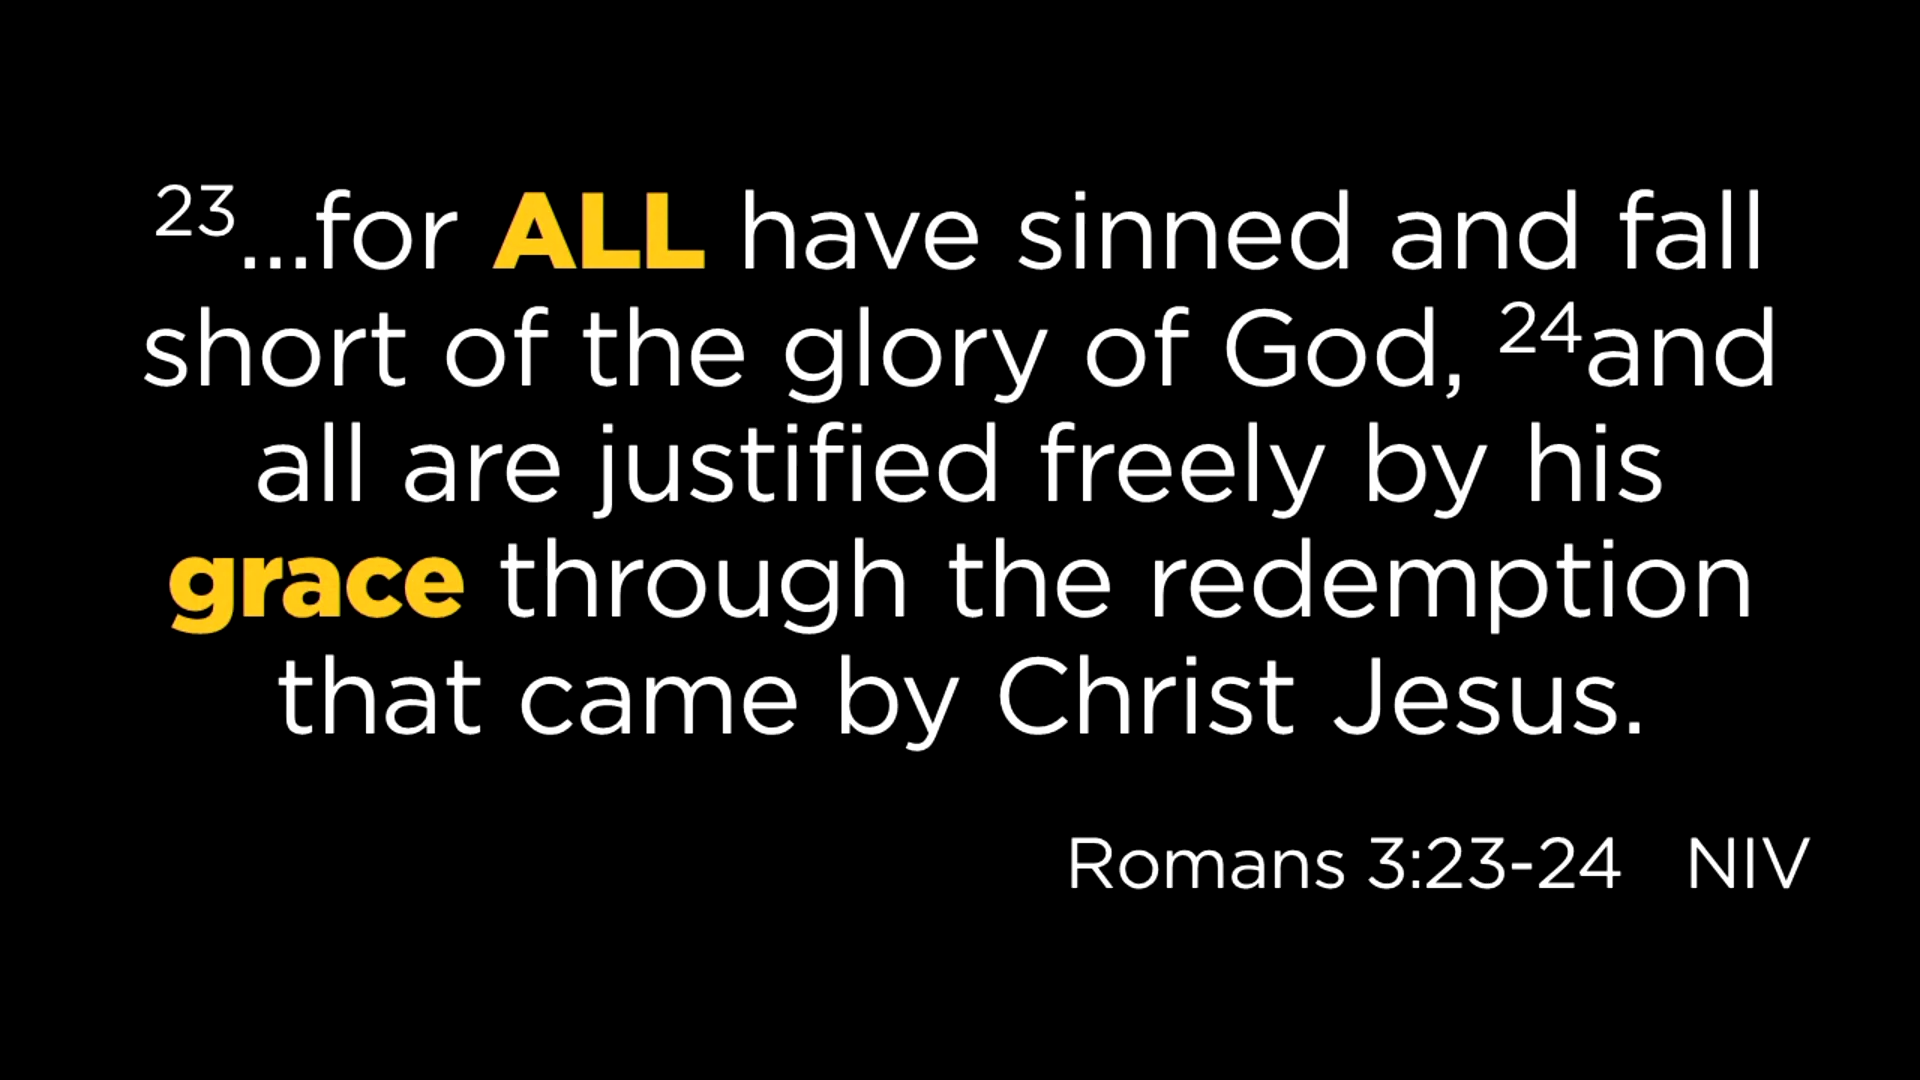 23...for ALL have sinned and fall
short of the glory of God, 24and
all are justified freely by his
grace through the redemption
that came by Christ Jesus.
Romans 3:23-24 NIV